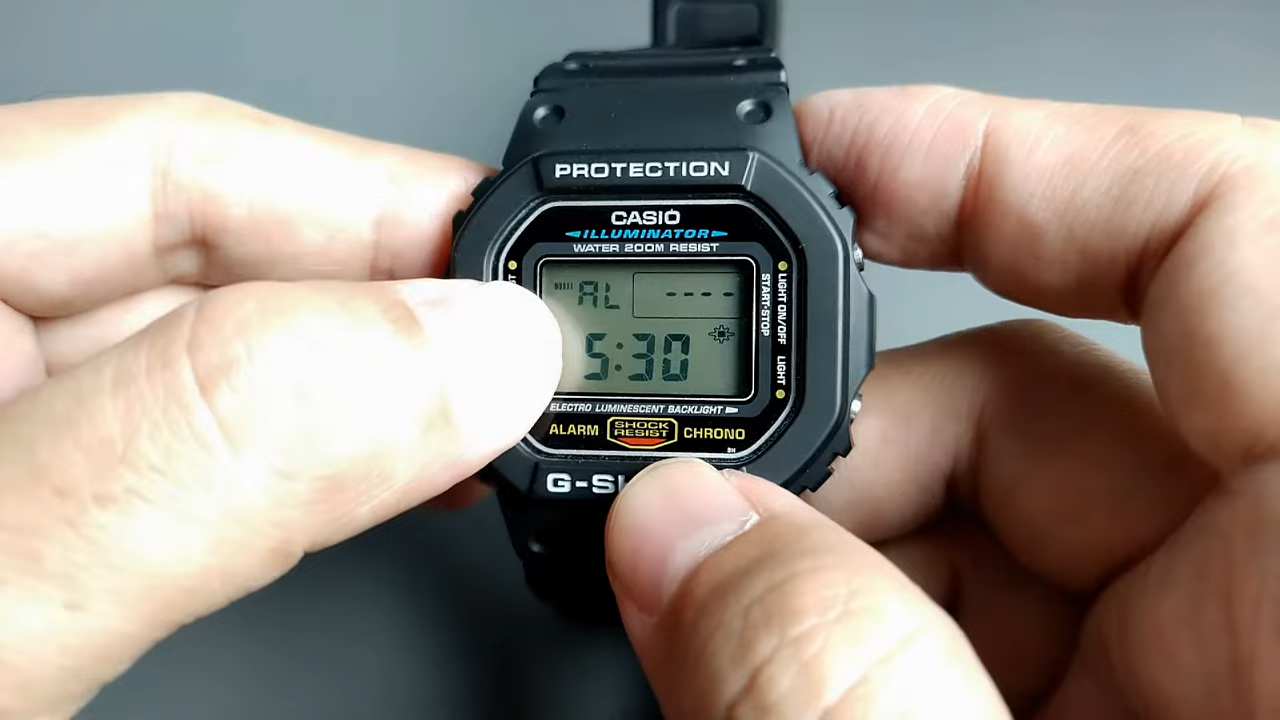 PROTECTION
CASIO
ILLUMINATOR
WATER 200M RESIST
AL ----
5:30
START·STOP
LIGHT ON/OFF LIGHT
ELECTRO LUMINESCENT BACKLIGHT
ALARM SHOCK RESIST CHRONO